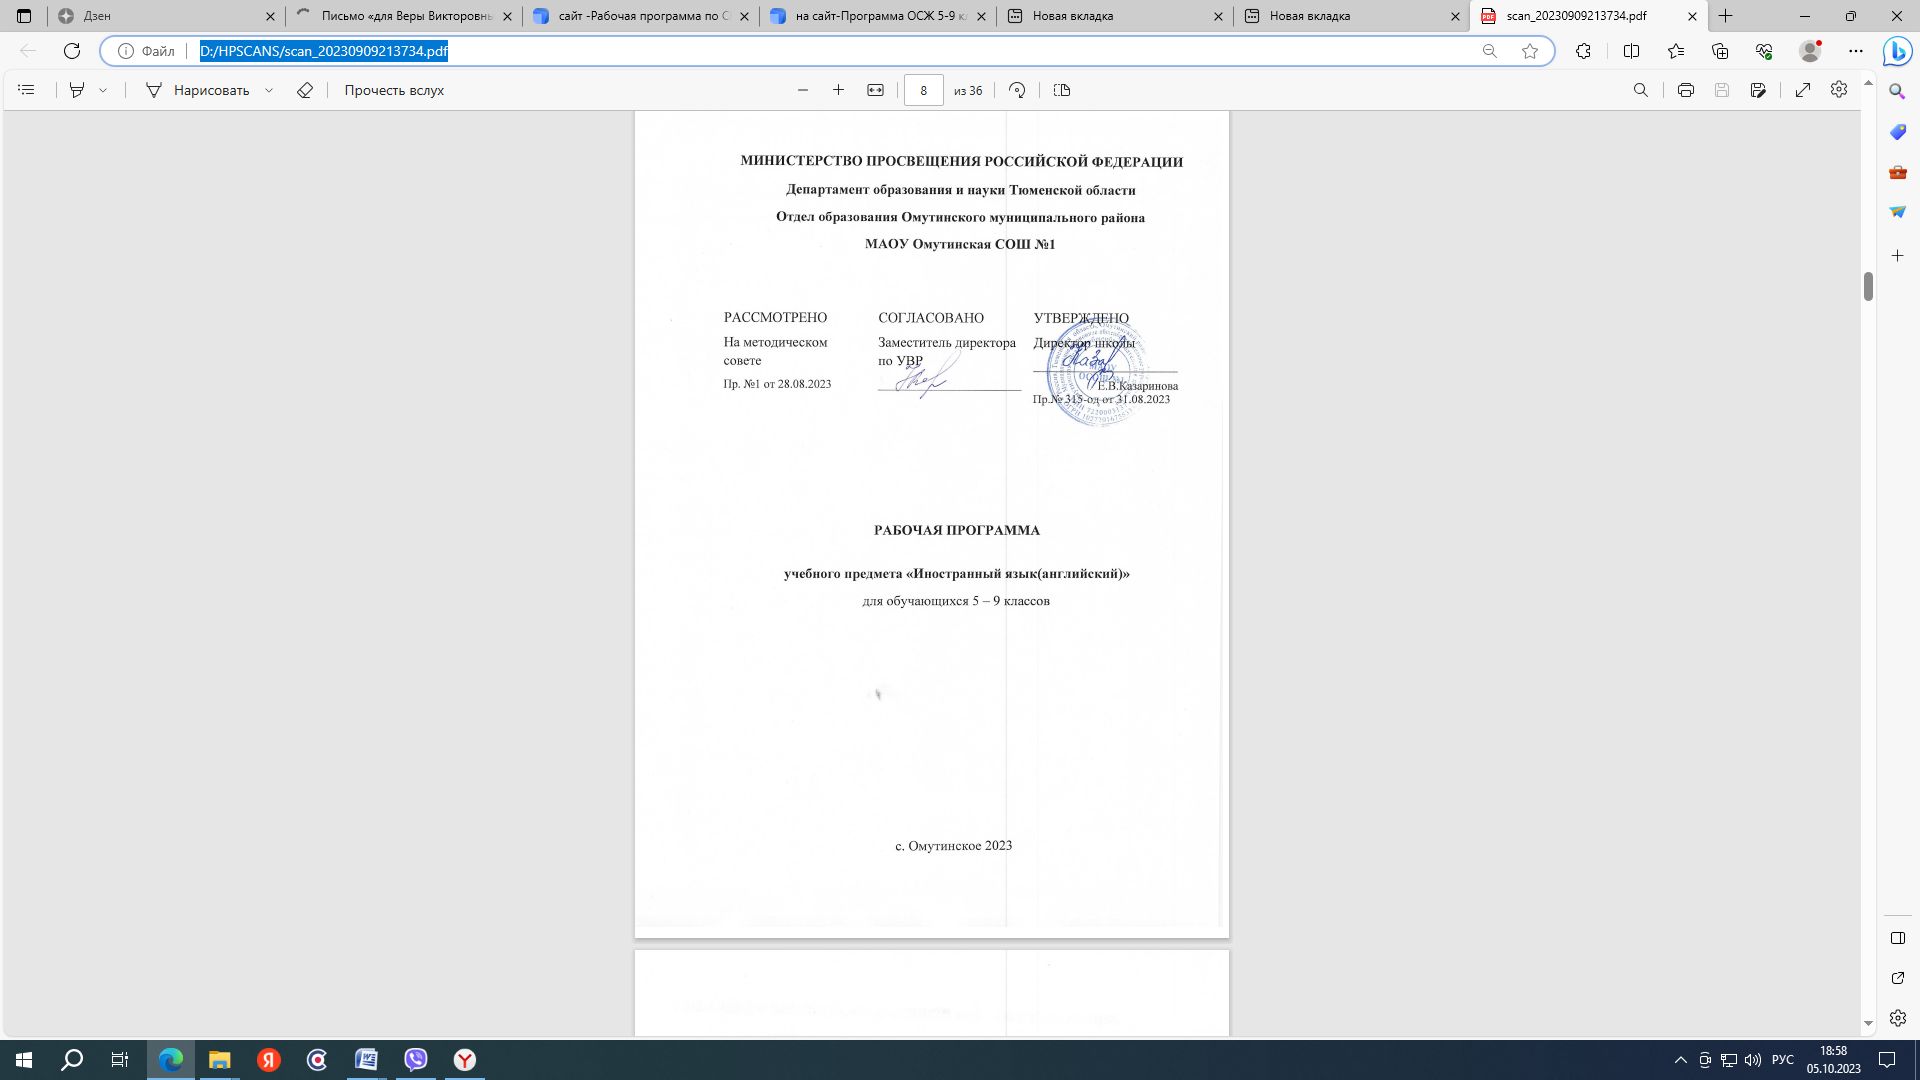 Дзен
Письмо «для Веры Викторовны
сайт -Рабочая программа по С
на сайт-Программа ОСЖ 5-9 к
Новая вкладка
Новая вкладка
scan_20230909213734.pdf
Файл
D:/HPSCANS/scan_20230909213734.pdf
Нарисовать
Прочесть вслух
8 из 36
МИНИСТЕРСТВО ПРОСВЕЩЕНИЯ РОССИЙСКОЙ ФЕДЕРАЦИИ
Департамент образования и науки Тюменской области
Отдел образования Омутинского муниципального района
МАОУ Омутинская СОШ №1
РАССМОТРЕНО
На методическом
совете
Пр. №1 от 28.08.2023
СОГЛАСОВАНО
Заместитель директора
по УВР
УТВЕРЖДЕНО
Директор школы
Е.В.Казаринова
Пр.№ 315-од от 31.08.2023
РАБОЧАЯ ПРОГРАММА
учебного предмета «Иностранный язык(английский)»
для обучающихся 5 – 9 классов
с. Омутинское 2023
РУС
18:58
05.10.2023